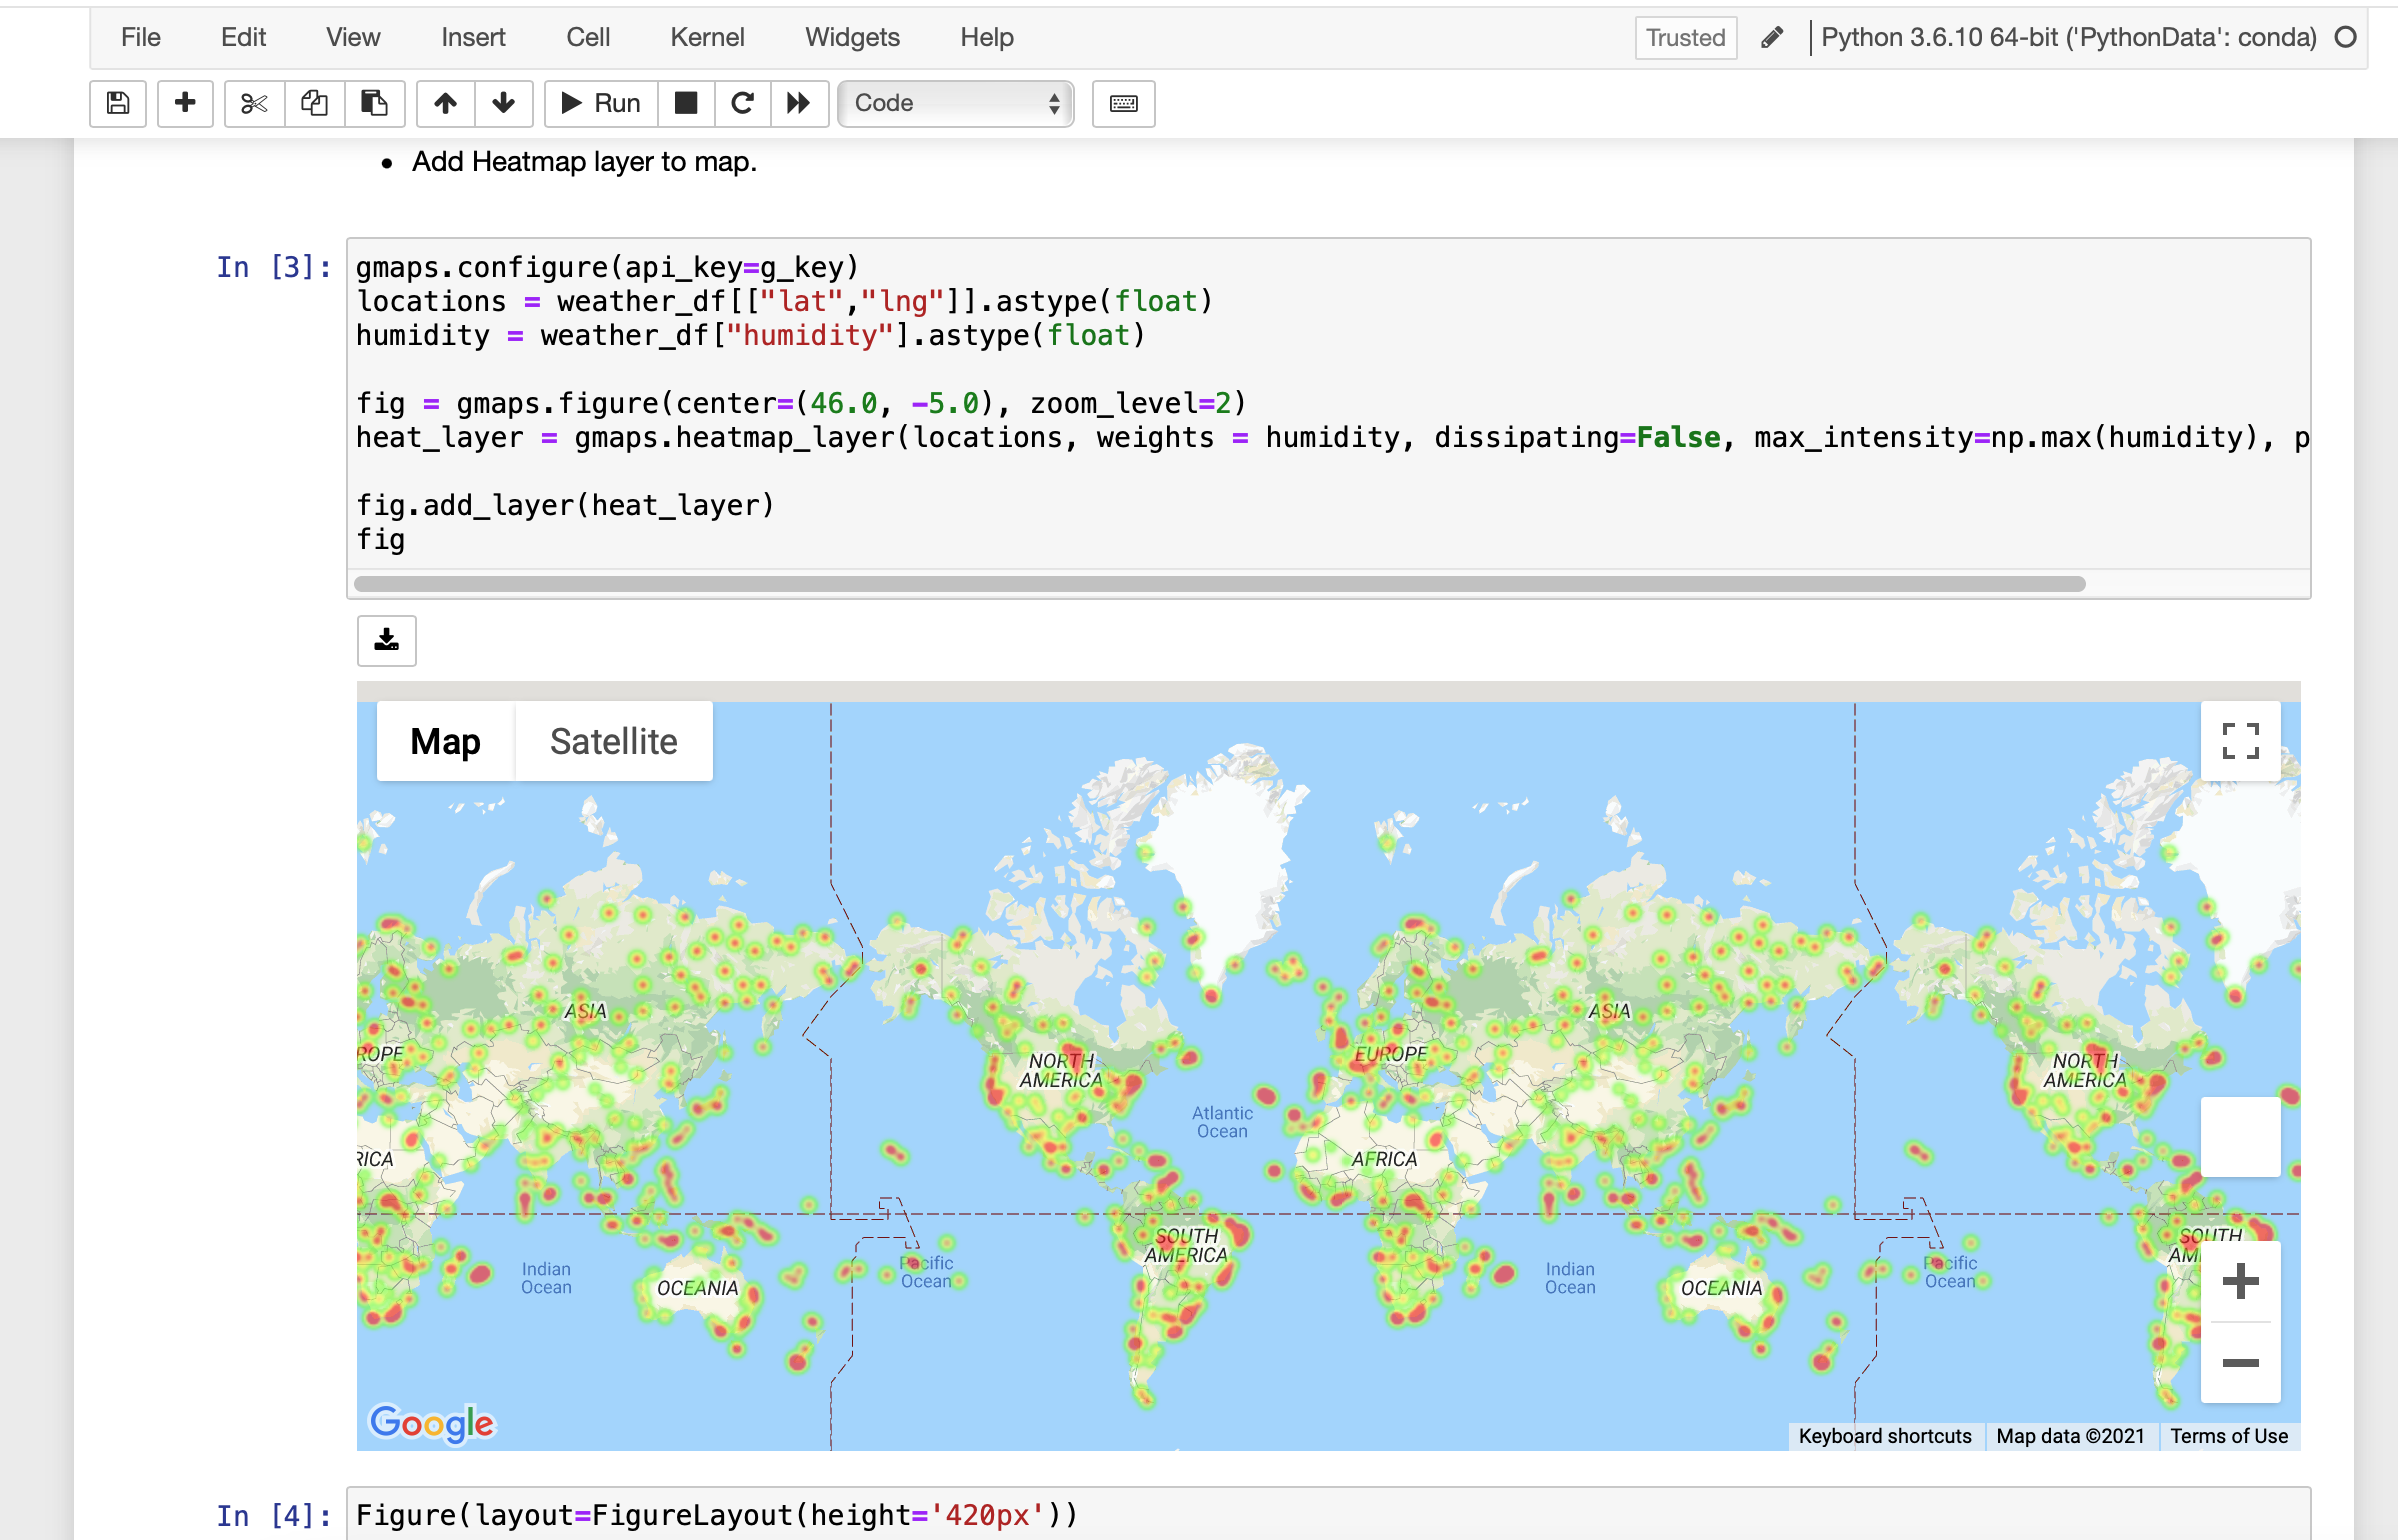 File Edit View Insert Cell Kernel Widgets Help Trusted Python 3.6.10 64-bit ('PythonData': conda)
Run Code
• Add Heatmap layer to map.
In [3]:
gmaps.configure(api_key=g_key)
locations = weather_df[["lat","lng"]].astype(float)
humidity = weather_df["humidity"].astype(float)
fig = gmaps.figure(center=(46.0, -5.0), zoom_level=2)
heat_layer = gmaps.heatmap_layer(locations, weights = humidity, dissipating=False, max_intensity=np.max(humidity), p
fig.add_layer(heat_layer)
fig
Map Satellite
ASIA
ASIA
ROPE
NORTH
AMERICA
EUROPE
NORTH
AMERICA
Atlantic
Ocean
RICA
AFRICA
SOUTH
AMERICA
SOUTH
AM
Indian
Ocean
OCEANIA
Pacific
Ocean
Indian
Ocean
OCEANIA
Pacific
Ocean
Google
Keyboard shortcuts Map data ©2021 Terms of Use
In [4]:
Figure(layout=FigureLayout(height='420px'))